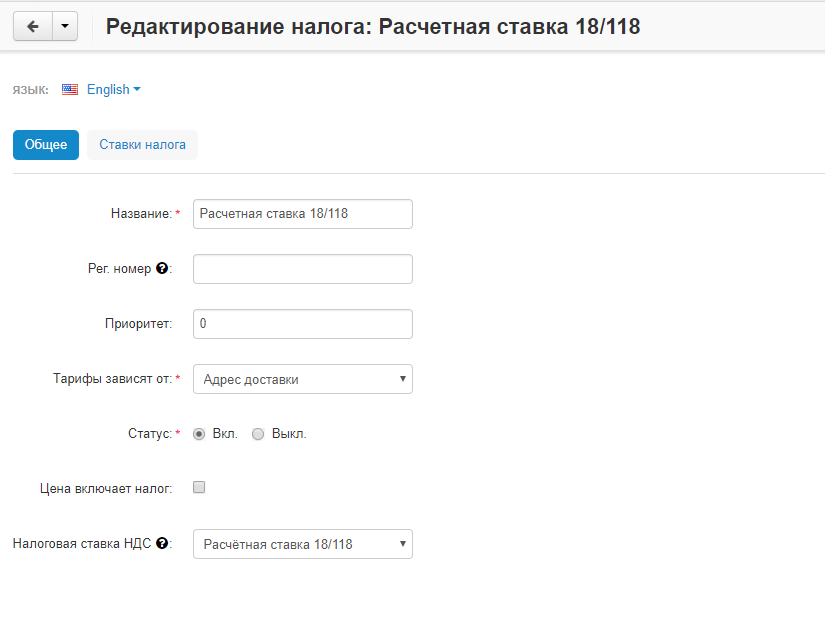 Редактирование налога: Расчетная ставка 18/118
ЯЗЫК: English
Общее Ставки налога
Название: * Расчетная ставка 18/118
Рег. номер ?:
Приоритет: 0
Тарифы зависят от: * Адрес доставки
Статус: * Вкл. Выкл.
Цена включает налог:
Налоговая ставка НДС ?: Расчётная ставка 18/118